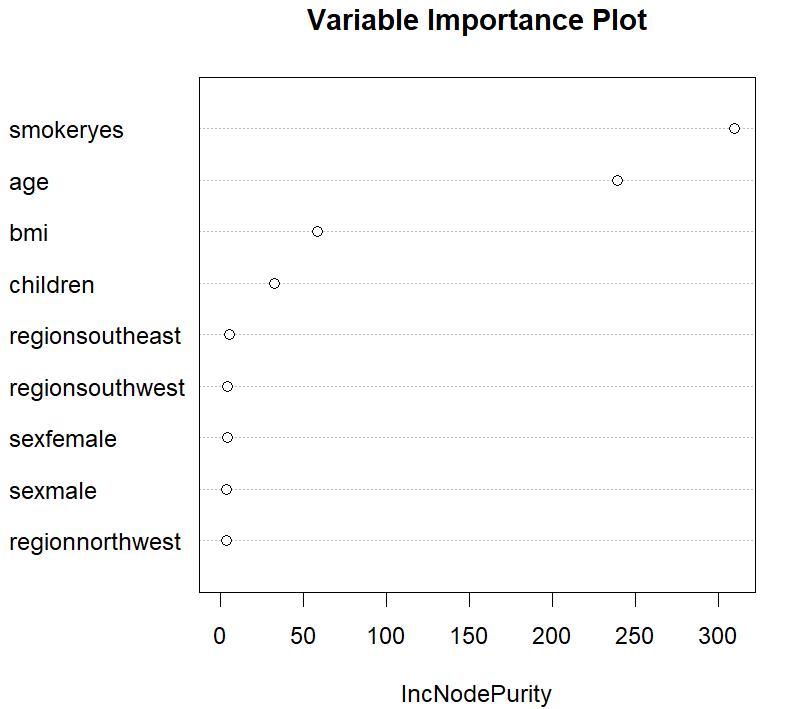 Variable Importance Plot
smokeryes
age
bmi
children
regionsoutheast
regionsouthwest
sexfemale
sexmale
regionnorthwest
0 50 100 150 200 250 300
IncNodePurity